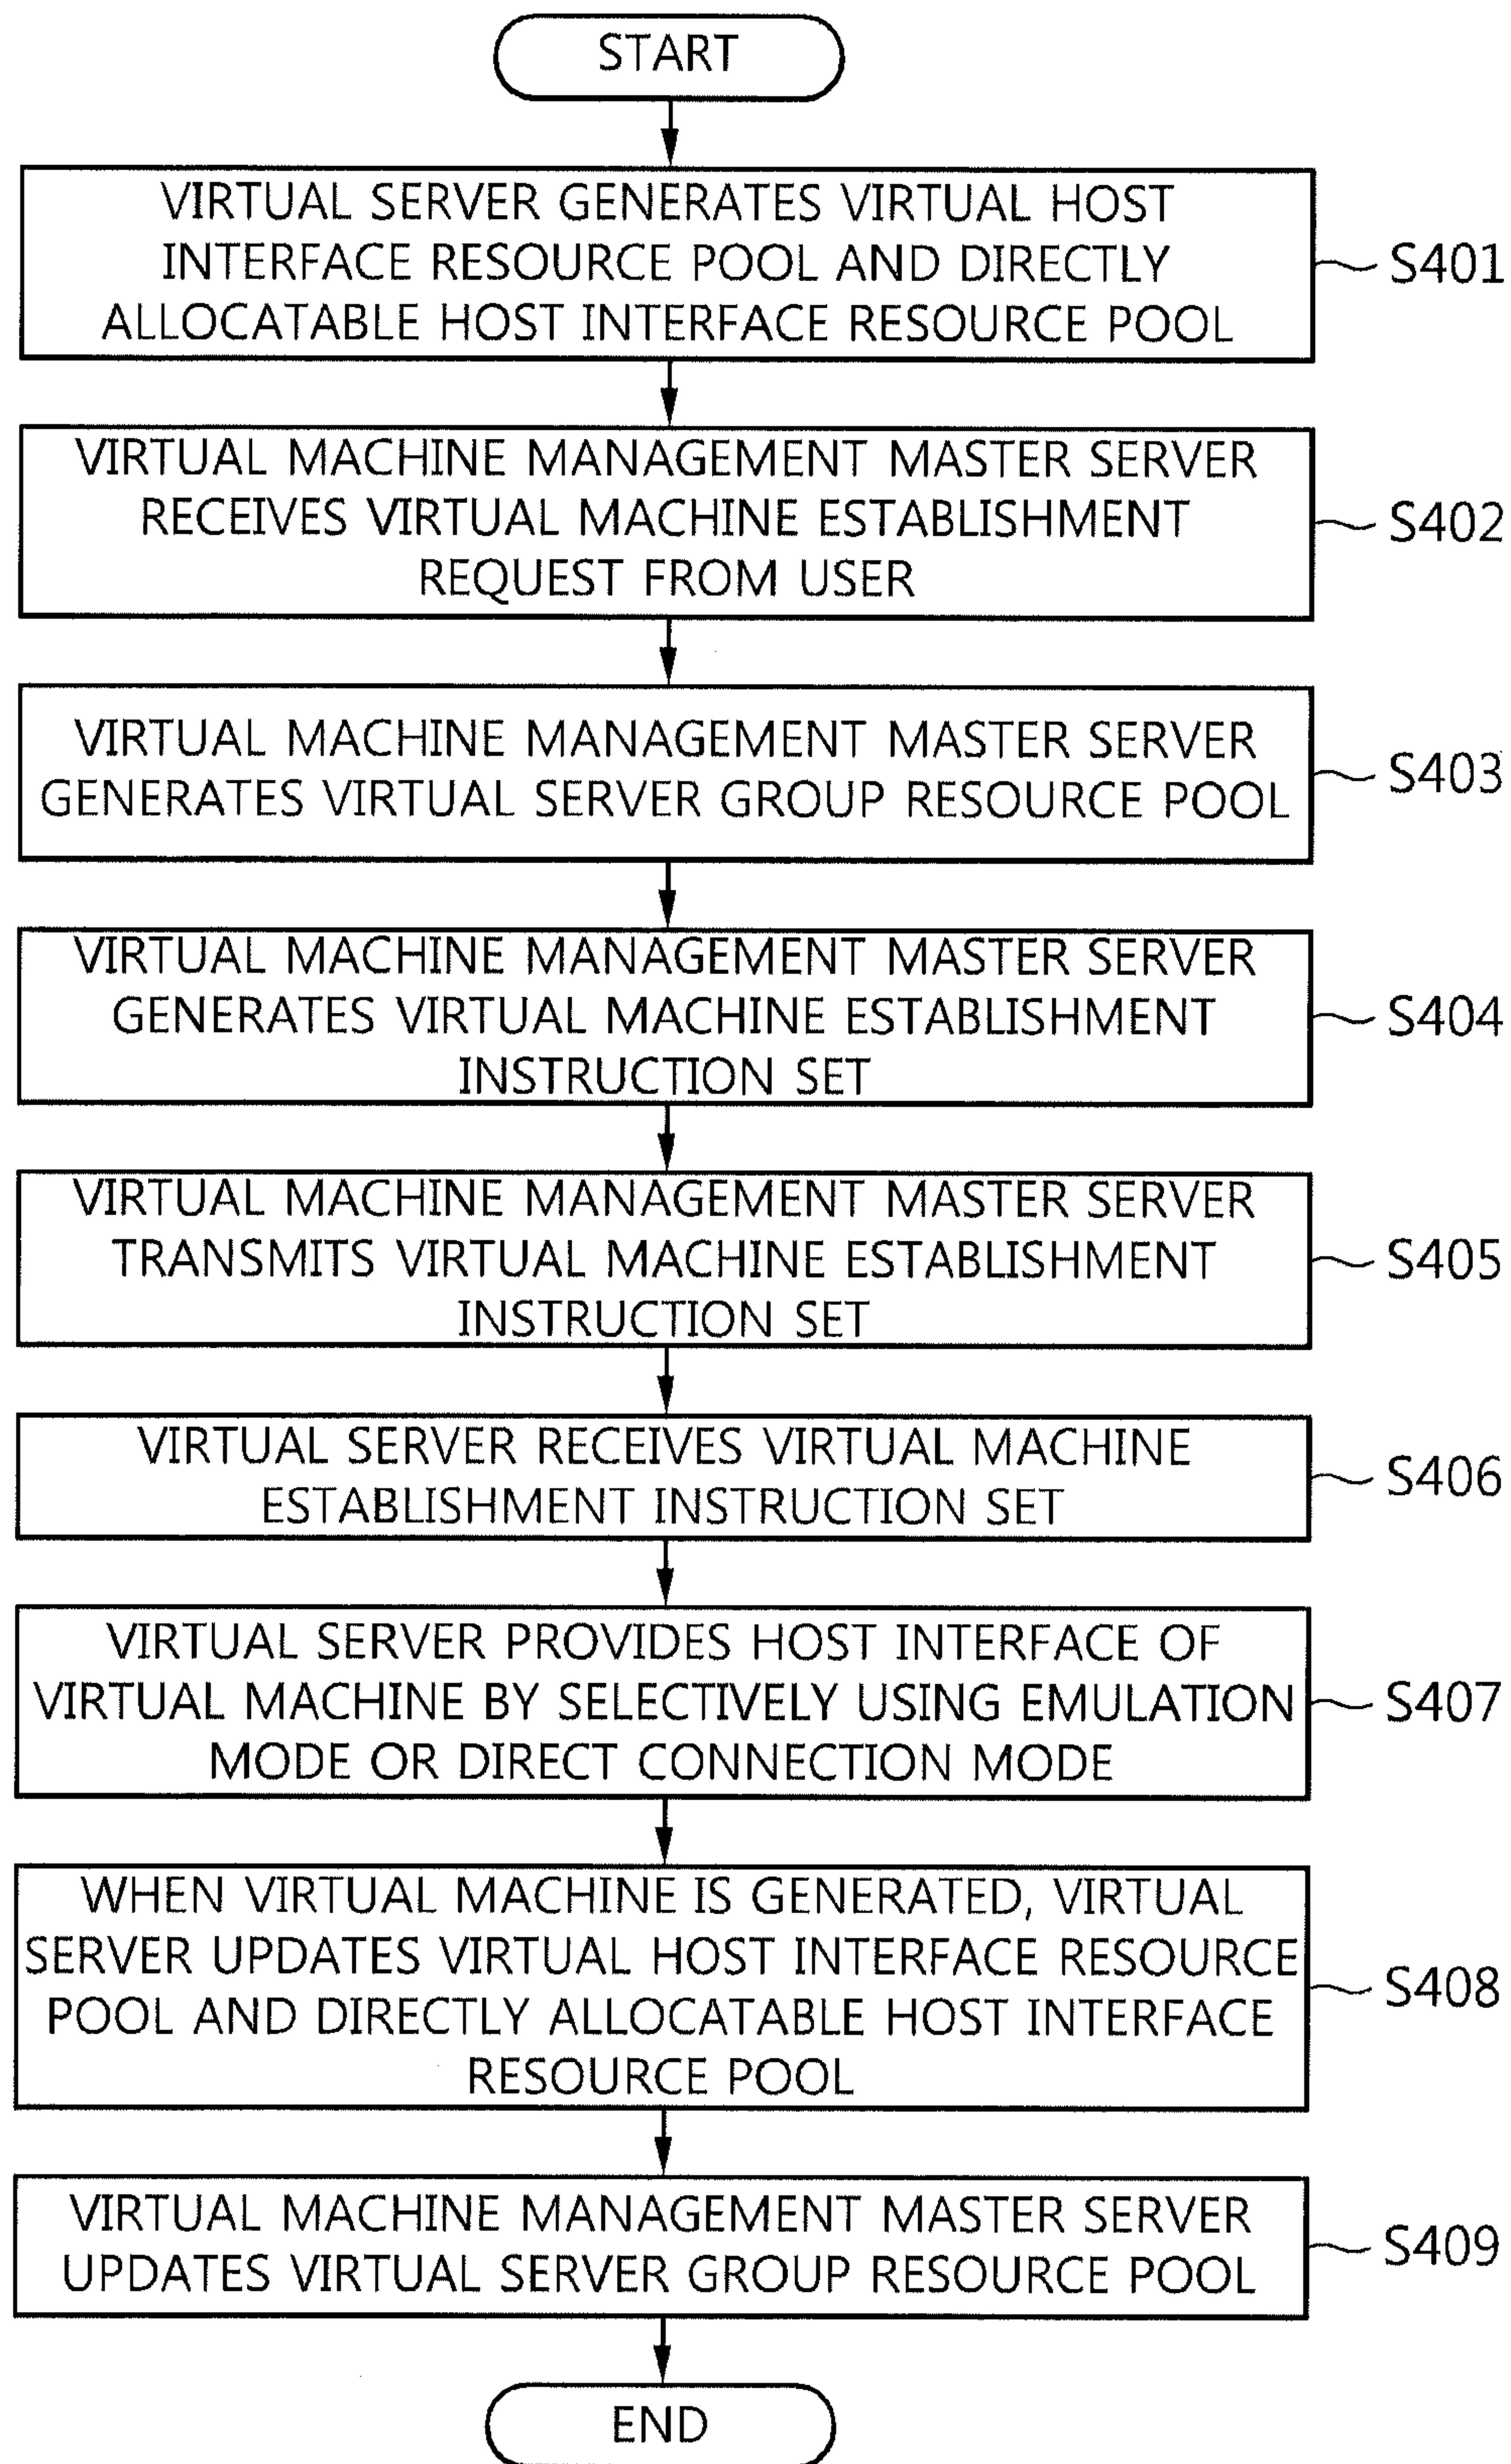 START
VIRTUAL SERVER GENERATES VIRTUAL HOST
INTERFACE RESOURCE POOL AND DIRECTLY
ALLOCATABLE HOST INTERFACE RESOURCE POOL
S401
VIRTUAL MACHINE MANAGEMENT MASTER SERVER
RECEIVES VIRTUAL MACHINE ESTABLISHMENT
REQUEST FROM USER
S402
VIRTUAL MACHINE MANAGEMENT MASTER SERVER
GENERATES VIRTUAL SERVER GROUP RESOURCE POOL
S403
VIRTUAL MACHINE MANAGEMENT MASTER SERVER
GENERATES VIRTUAL MACHINE ESTABLISHMENT
INSTRUCTION SET
S404
VIRTUAL MACHINE MANAGEMENT MASTER SERVER
TRANSMITS VIRTUAL MACHINE ESTABLISHMENT
INSTRUCTION SET
S405
VIRTUAL SERVER RECEIVES VIRTUAL MACHINE
ESTABLISHMENT INSTRUCTION SET
S406
VIRTUAL SERVER PROVIDES HOST INTERFACE OF
VIRTUAL MACHINE BY SELECTIVELY USING EMULATION
MODE OR DIRECT CONNECTION MODE
S407
WHEN VIRTUAL MACHINE IS GENERATED, VIRTUAL
SERVER UPDATES VIRTUAL HOST INTERFACE RESOURCE
POOL AND DIRECTLY ALLOCATABLE HOST INTERFACE
RESOURCE POOL
S408
VIRTUAL MACHINE MANAGEMENT MASTER SERVER
UPDATES VIRTUAL SERVER GROUP RESOURCE POOL
S409
END